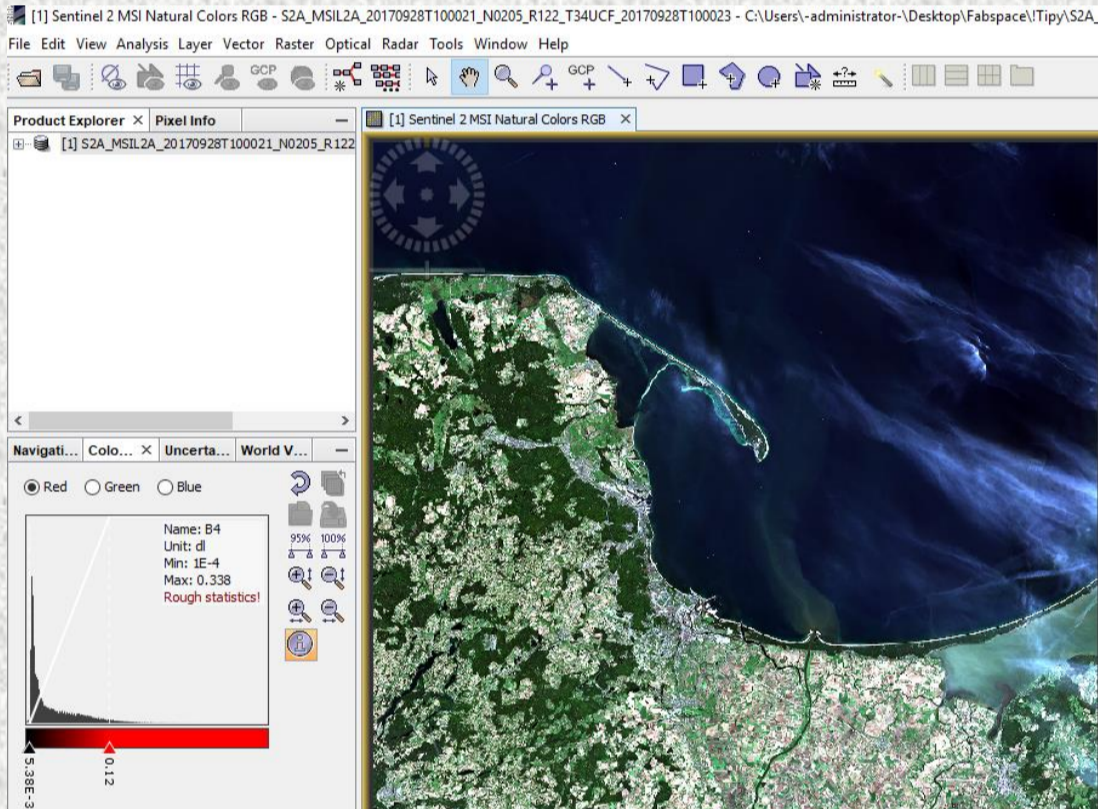 [1] Sentinel 2 MSI Natural Colors RGB - S2A_MSIL2A_20170928T100021_N0205_R122_T34UCF_20170928T100023 - C:\Users\-administrator-\Desktop\Fabspace\!Tipy\S2A_
File Edit View Analysis Layer Vector Raster Optical Radar Tools Window Help
GCP GCP
Product Explorer Pixel Info
[1] Sentinel 2 MSI Natural Colors RGB
[1] S2A_MSIL2A_20170928T100021_N0205_R122
Navigati... Colo... Uncerta... World V...
Red Green Blue
Name: B4
Unit: dl
Min: 1E-4
Max: 0.338
Rough statistics!
95% 100%
5.38E-3
0.12